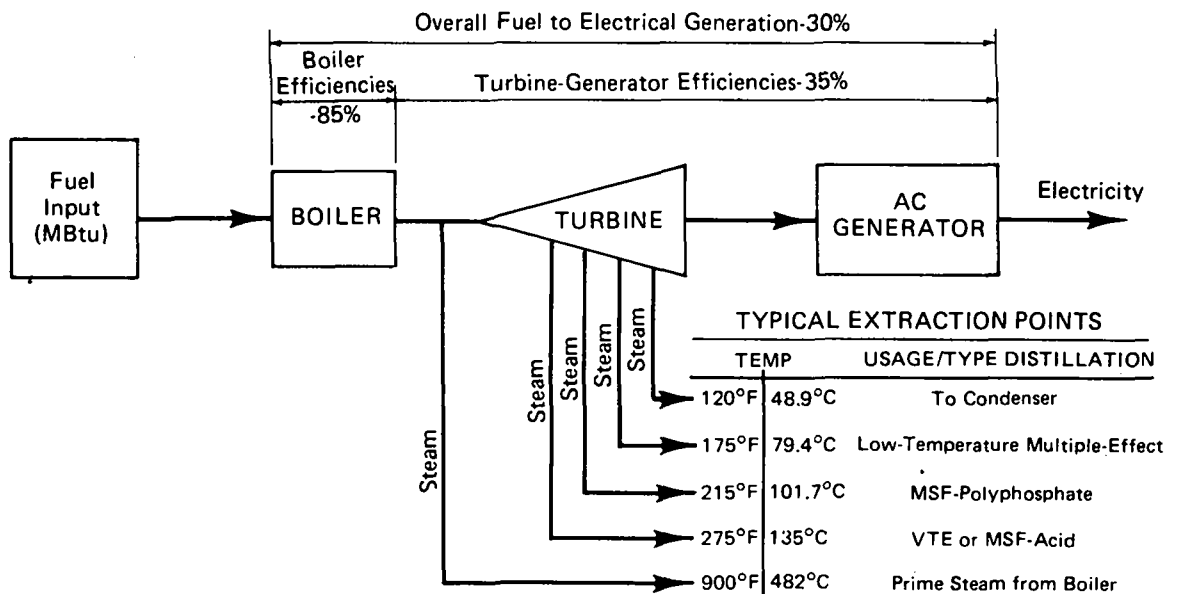 Overall Fuel to Electrical Generation-30%
Boiler
Efficiencies
-85%
Turbine-Generator Efficiencies-35%
Fuel
Input
(MBtu)
BOILER
TURBINE
AC
GENERATOR
Electricity
Steam
Steam
Steam
Steam
Steam
TYPICAL EXTRACTION POINTS
TEMP USAGE/TYPE DISTILLATION
120°F 48.9°C To Condenser
175°F 79.4°C Low-Temperature Multiple-Effect
215°F 101.7°C MSF-Polyphosphate
275°F 135°C VTE or MSF-Acid
900°F 482°C Prime Steam from Boiler